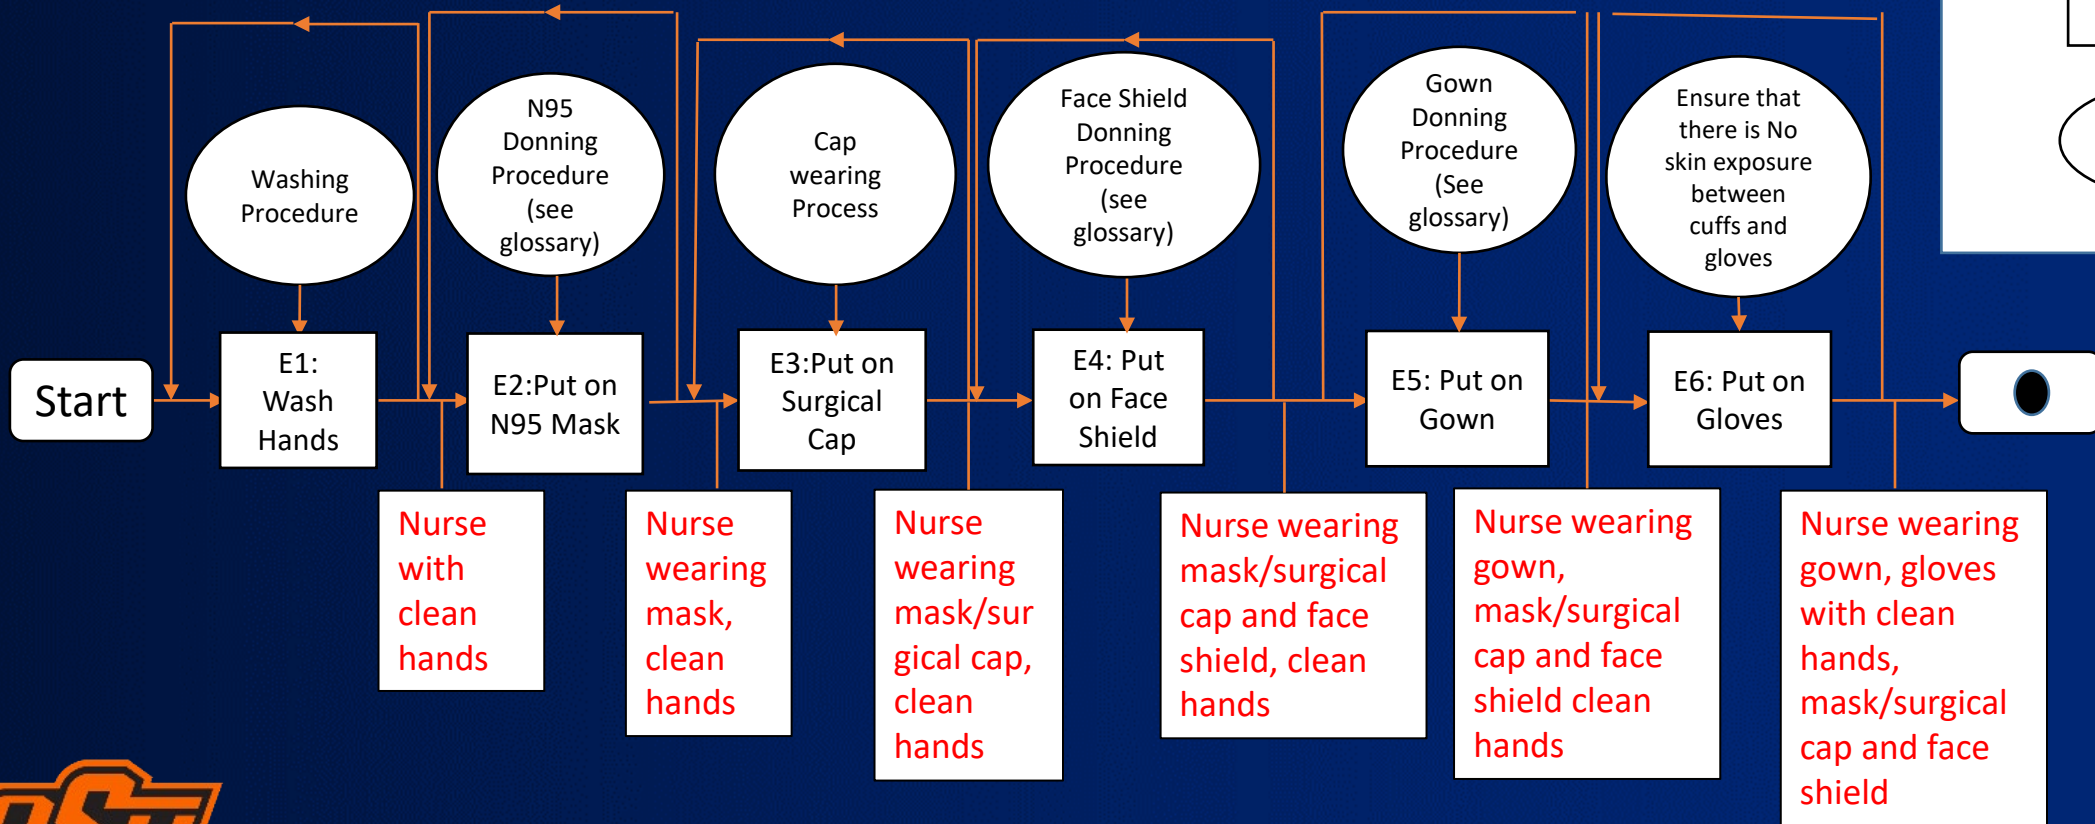 Washing
Procedure
N95
Donning
Procedure
(see
glossary)
Cap
wearing
Process
Face Shield
Donning
Procedure
(see
glossary)
Gown
Donning
Procedure
(See
glossary)
Ensure that
there is No
skin exposure
between
cuffs and
gloves
Start
E1:
Wash
Hands
E2:Put on
N95 Mask
E3:Put on
Surgical
Cap
E4: Put
on Face
Shield
E5: Put on
Gown
E6: Put on
Gloves
Nurse
with
clean
hands
Nurse
wearing
mask,
clean
hands
Nurse
wearing
mask/sur
gical cap,
clean
hands
Nurse wearing
mask/surgical
cap and face
shield, clean
hands
Nurse wearing
gown,
mask/surgical
cap and face
shield clean
hands
Nurse wearing
gown, gloves
with clean
hands,
mask/surgical
cap and face
shield